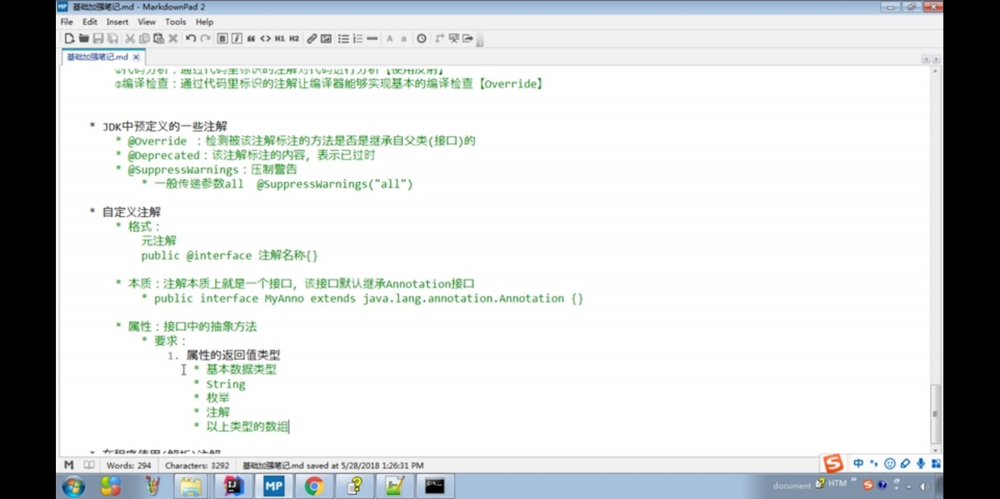 基础加强笔记.md - MarkdownPad 2
File Edit Insert View Tools Help
B i H1 H2 A a
基础加强笔记.md
②代码分析：通过代码里标识的注解对代码进行分析【使用反射】
③编译检查：通过代码里标识的注解让编译器能够实现基本的编译检查【Override】
* JDK中预定义的一些注解
* @Override ：检测被该注解标注的方法是否是继承自父类(接口)的
* @Deprecated：该注解标注的内容，表示已过时
* @SuppressWarnings：压制警告
* 一般传递参数all @SuppressWarnings("all")
* 自定义注解
* 格式：
元注解
public @interface 注解名称{}
* 本质：注解本质上就是一个接口，该接口默认继承Annotation接口
* public interface MyAnno extends java.lang.annotation.Annotation {}
* 属性：接口中的抽象方法
* 要求：
1. 属性的返回值类型
* 基本数据类型
* String
* 枚举
* 注解
* 以上类型的数组
* 在程序使用(解析)注解
Words: 294 Characters: 3292 基础加强笔记.md saved at 5/28/2018 1:26:31 PM
中
MP document HTM